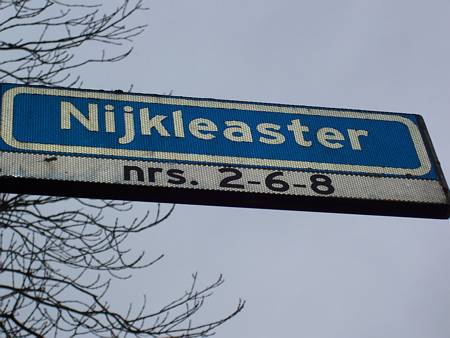 Nijkleaster
nrs. 2-6-8